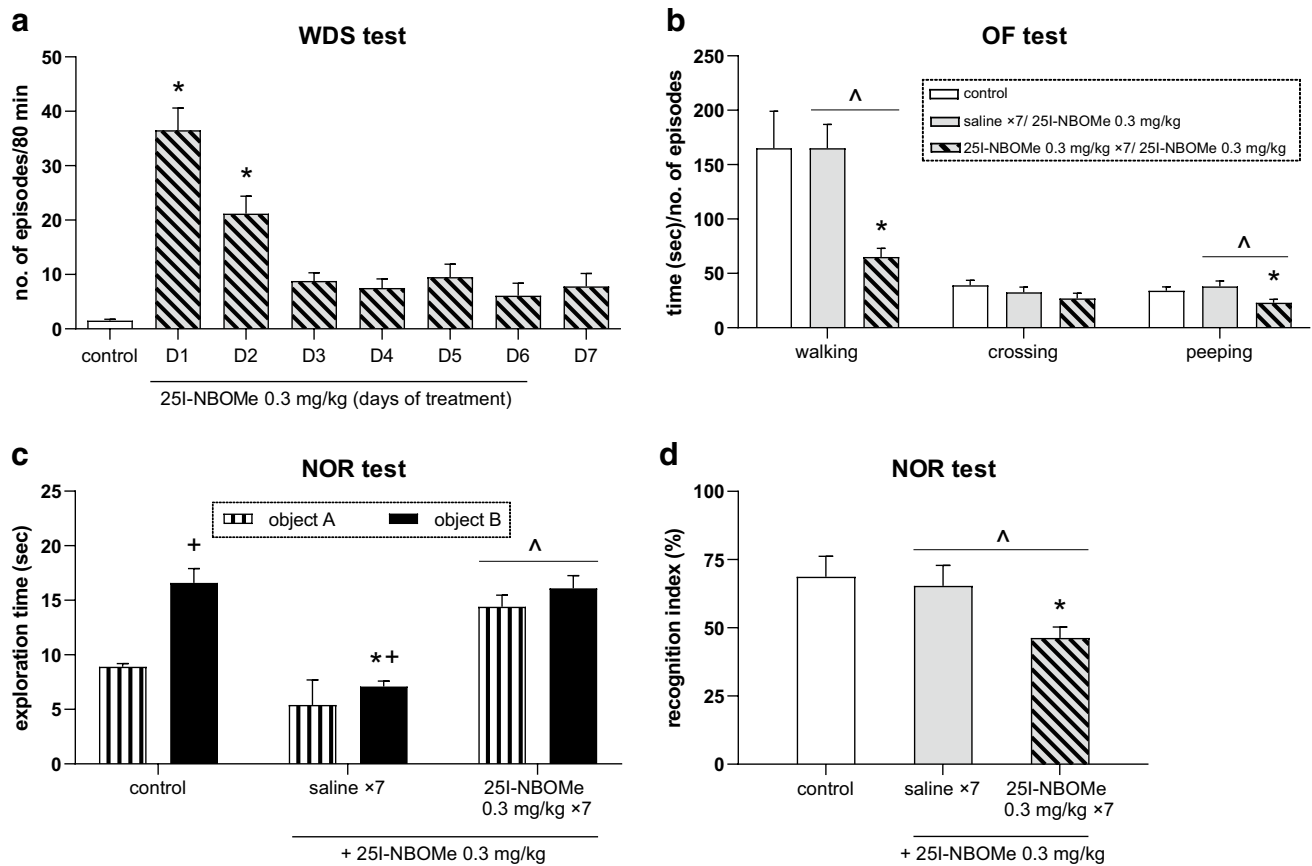 a
WDS test
no. of episodes/80 min
50
40
30
20
10
0
*
*
control D1 D2 D3 D4 D5 D6 D7
25I-NBOMe 0.3 mg/kg (days of treatment)
b
OF test
time (sec)/no. of episodes
250
200
150
100
50
0
control
saline ×7/ 25I-NBOMe 0.3 mg/kg
25I-NBOMe 0.3 mg/kg ×7/ 25I-NBOMe 0.3 mg/kg
^
*
^
*
walking crossing peeping
c
NOR test
exploration time (sec)
25
20
15
10
5
0
object A object B
+
*+
^
control saline ×7 25I-NBOMe
0.3 mg/kg ×7
+ 25I-NBOMe 0.3 mg/kg
d
NOR test
recognition index (%)
100
75
50
25
0
^
*
control saline ×7 25I-NBOMe
0.3 mg/kg ×7
+ 25I-NBOMe 0.3 mg/kg